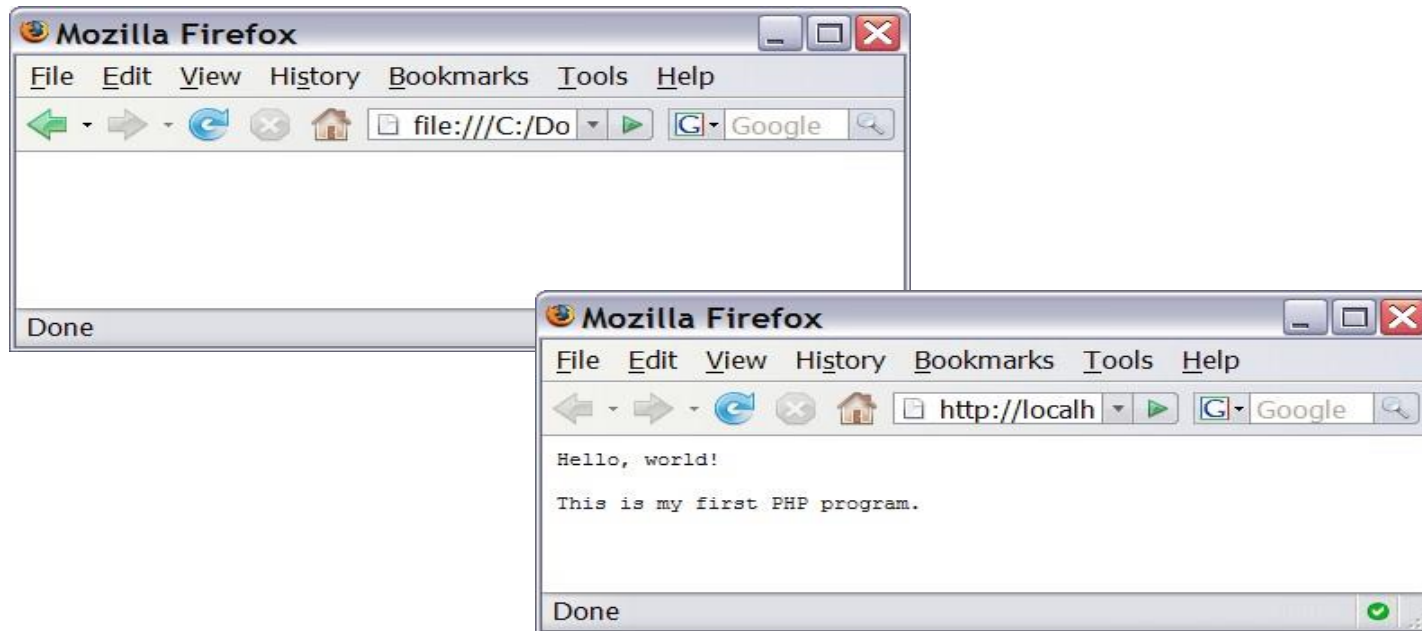 Mozilla Firefox
File Edit View History Bookmarks Tools Help
file:///C:/Do G Google
Done
Mozilla Firefox
File Edit View History Bookmarks Tools Help
http://localh G Google
Hello, world!
This is my first PHP program.
Done